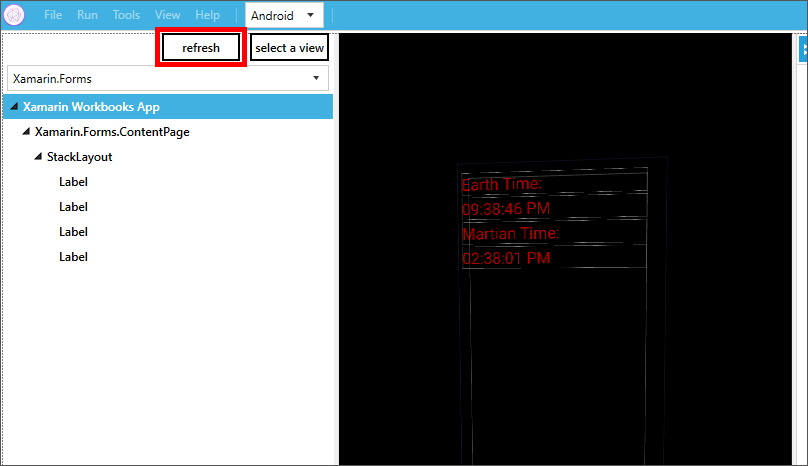 File Run Tools View Help Android
refresh select a view
Xamarin.Forms
Xamarin Workbooks App
Xamarin.Forms.ContentPage
StackLayout
Label
Label
Label
Label
Earth Time:
09:38:46 PM
Martian Time:
02:38:01 PM